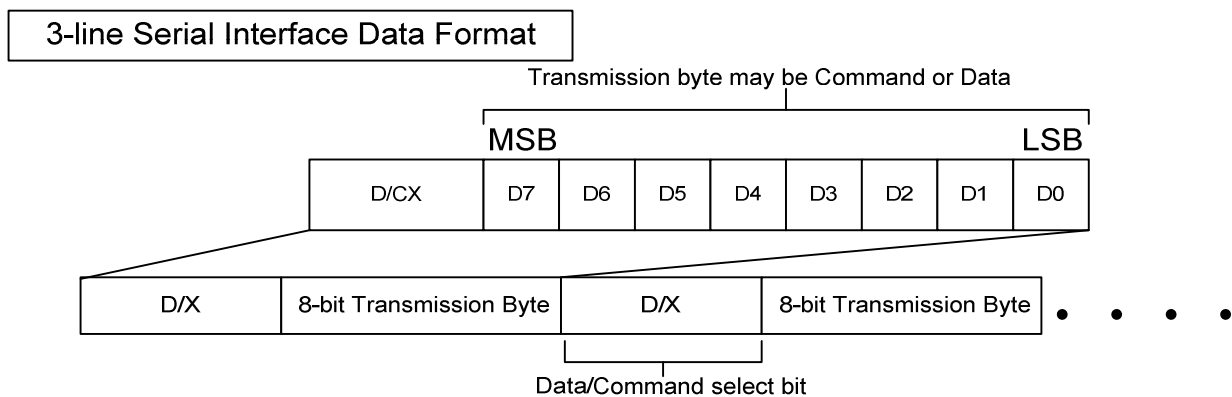 3-line Serial Interface Data Format
Transmission byte may be Command or Data
MSB LSB
D/CX D7 D6 D5 D4 D3 D2 D1 D0
D/X 8-bit Transmission Byte D/X 8-bit Transmission Byte
Data/Command select bit